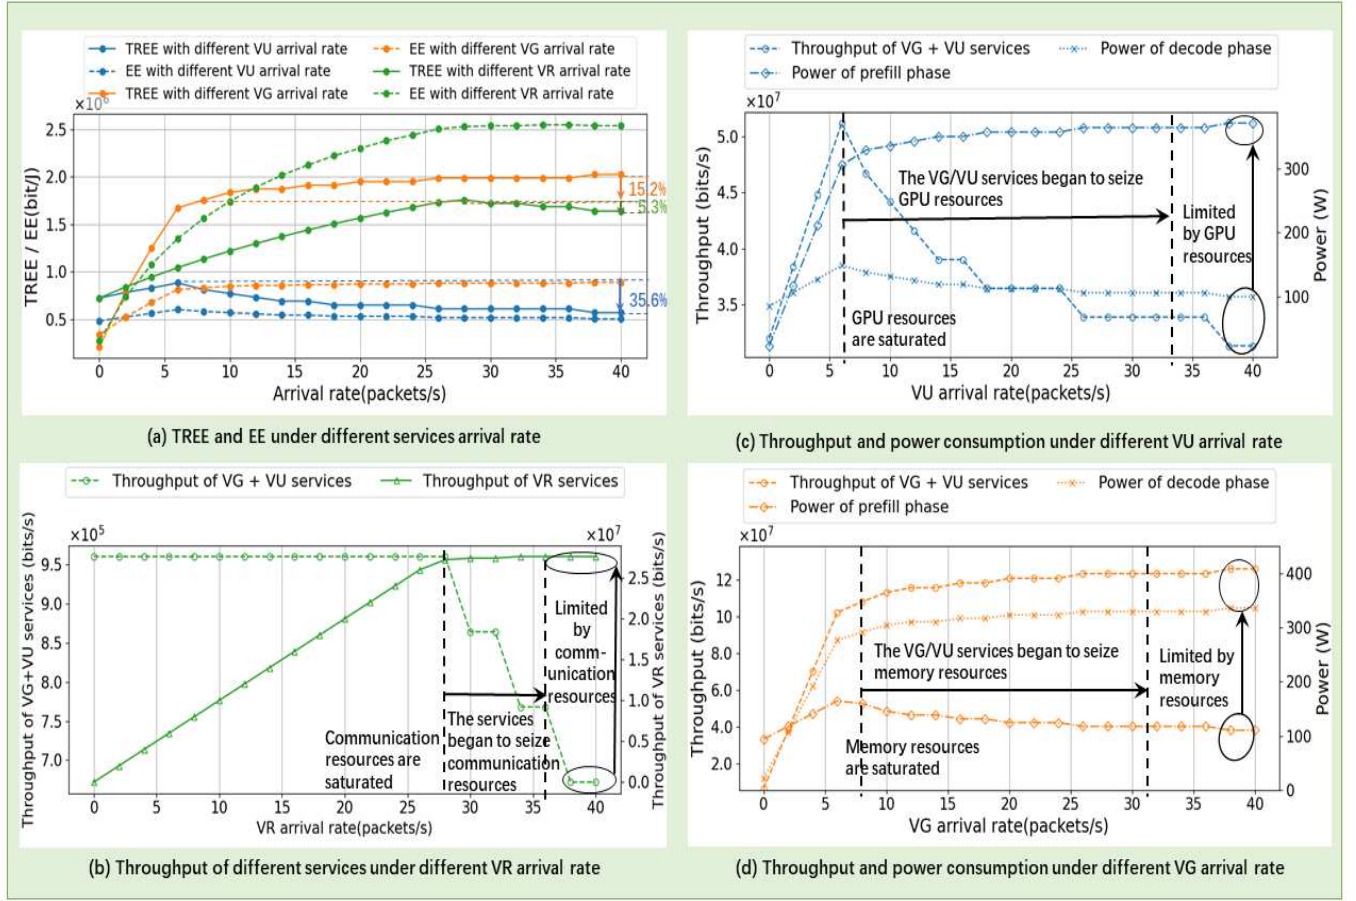 TREE with different VU arrival rate
EE with different VU arrival rate
TREE with different VG arrival rate
EE with different VG arrival rate
TREE with different VR arrival rate
EE with different VR arrival rate
×10⁶
TREE / EE(bit/J)
2.5
2.0
1.5
1.0
0.5
15.2%
5.3%
35.6%
0 5 10 15 20 25 30 35 40
Arrival rate(packets/s)
(a) TREE and EE under different services arrival rate
Throughput of VG + VU services
Power of prefill phase
Power of decode phase
×10⁷
Throughput (bits/s)
5.0
4.5
4.0
3.5
The VG/VU services began to seize
GPU resources
Limited
by GPU
resources
GPU resources
are saturated
300
200
100
Power (W)
0 5 10 15 20 25 30 35 40
VU arrival rate(packets/s)
(c) Throughput and power consumption under different VU arrival rate
Throughput of VG + VU services
Throughput of VR services
×10⁵
×10⁷
Throughput of VG+VU services (bits/s)
9.5
9.0
8.5
8.0
7.5
7.0
Communication
resources are
saturated
The services
began to seize
communication
resources
Limited
by
comm-
unication
resources
2.5
2.0
1.5
1.0
0.5
0.0
Throughput of VR services (bits/s)
0 5 10 15 20 25 30 35 40
VR arrival rate(packets/s)
(b) Throughput of different services under different VR arrival rate
Throughput of VG + VU services
Power of prefill phase
Power of decode phase
×10⁷
Throughput (bits/s)
12
10
8.0
6.0
4.0
2.0
The VG/VU services began to seize
memory resources
Limited by
memory
resources
Memory resources
are saturated
400
300
200
100
0
Power (W)
0 5 10 15 20 25 30 35 40
VG arrival rate(packets/s)
(d) Throughput and power consumption under different VG arrival rate